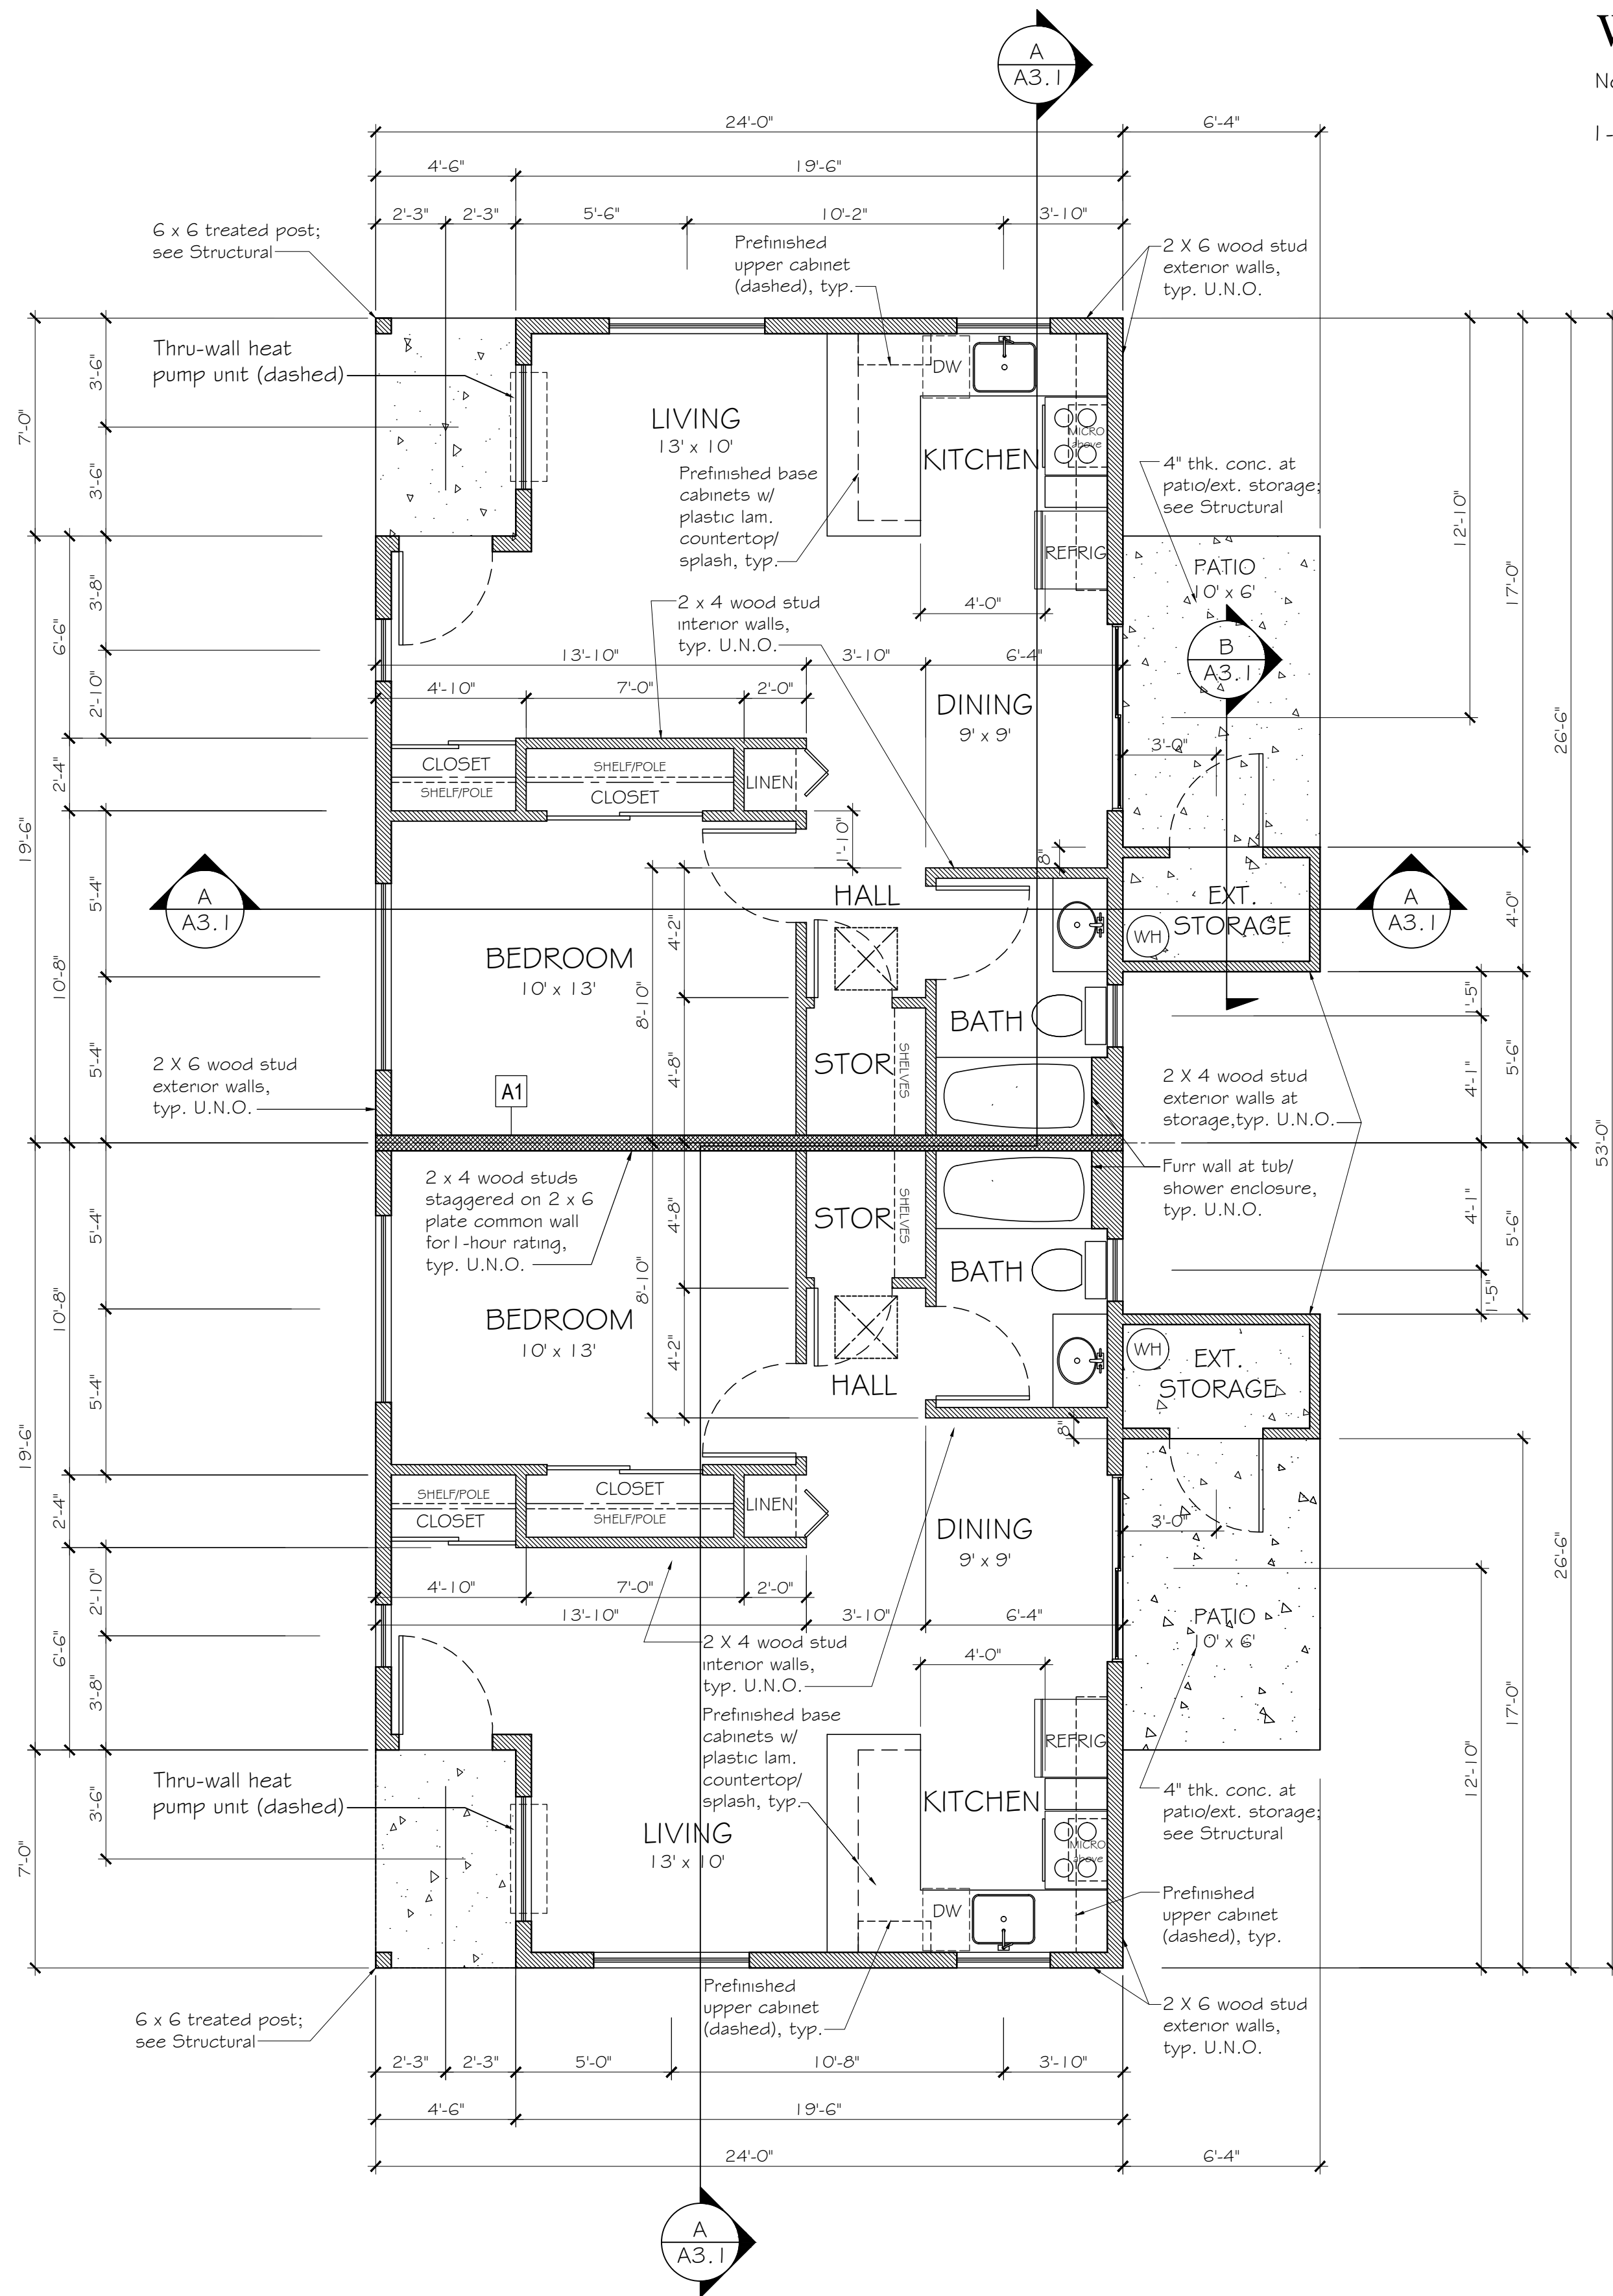 A
A3.1
24'-0"
6'-4"
4'-6"
19'-6"
2'-3"
2'-3"
5'-6"
10'-2"
3'-10"
6 x 6 treated post;
see Structural
Prefinished
upper cabinet
(dashed), typ.
2 X 6 wood stud
exterior walls,
typ. U.N.O.
Thru-wall heat
pump unit (dashed)
7'-0"
3'-6"
3'-6"
DW
LIVING
13' x 10'
KITCHEN
MICRO
above
Prefinished base
cabinets w/
plastic lam.
countertop/
splash, typ.
4" thk. conc. at
patio/ext. storage;
see Structural
12'-10"
17'-0"
26'-6"
53'-0"
REFRIG
PATIO
10' x 6'
4'-0"
3'-8"
6'-6"
2'-10"
2 x 4 wood stud
interior walls,
typ. U.N.O.
B
A3.1
13'-10"
3'-10"
6'-4"
4'-10"
7'-0"
2'-0"
DINING
9' x 9'
3'-0"
2'-4"
CLOSET
SHELF/POLE
SHELF/POLE
CLOSET
LINEN
19'-6"
1'-10"
8"
A
A3.1
5'-4"
10'-8"
5'-4"
HALL
4'-2"
8'-10"
4'-8"
BEDROOM
10' x 13'
EXT.
STORAGE
WH
A
A3.1
4'-0"
1'-5"
5'-6"
4'-1"
BATH
STOR
SHELVES
2 X 6 wood stud
exterior walls,
typ. U.N.O.
A1
2 X 4 wood stud
exterior walls at
storage,typ. U.N.O.
Furr wall at tub/
shower enclosure,
typ. U.N.O.
2 x 4 wood studs
staggered on 2 x 6
plate common wall
for 1-hour rating,
typ. U.N.O.
5'-4"
10'-8"
5'-4"
4'-8"
8'-10"
4'-2"
STOR
SHELVES
BATH
4'-1"
5'-6"
1'-5"
BEDROOM
10' x 13'
HALL
WH
EXT.
STORAGE
8"
19'-6"
2'-4"
SHELF/POLE
CLOSET
CLOSET
SHELF/POLE
LINEN
DINING
9' x 9'
3'-0"
26'-6"
4'-10"
7'-0"
2'-0"
13'-10"
3'-10"
6'-4"
2'-10"
6'-6"
3'-8"
2 X 4 wood stud
interior walls,
typ. U.N.O.
4'-0"
PATIO
10' x 6'
17'-0"
12'-10"
Prefinished base
cabinets w/
plastic lam.
countertop/
splash, typ.
REFRIG
Thru-wall heat
pump unit (dashed)
3'-6"
7'-0"
LIVING
13' x 10'
KITCHEN
MICRO
above
4" thk. conc. at
patio/ext. storage;
see Structural
DW
Prefinished
upper cabinet
(dashed), typ.
Prefinished
upper cabinet
(dashed), typ.
2 X 6 wood stud
exterior walls,
typ. U.N.O.
6 x 6 treated post;
see Structural
2'-3"
2'-3"
5'-0"
10'-8"
3'-10"
4'-6"
19'-6"
24'-0"
6'-4"
A
A3.1